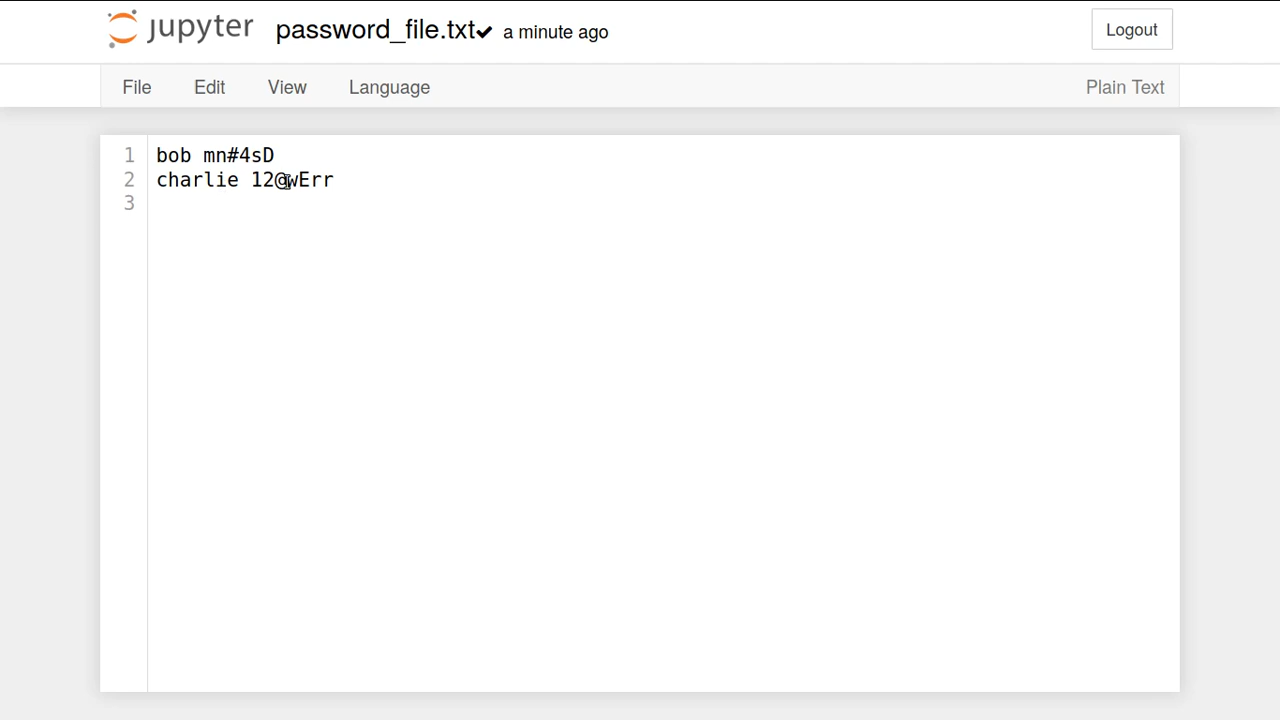 jupyter password_file.txt✔ a minute ago Logout
File Edit View Language Plain Text
1 bob mn#4sD
2 charlie 12@wErr
3